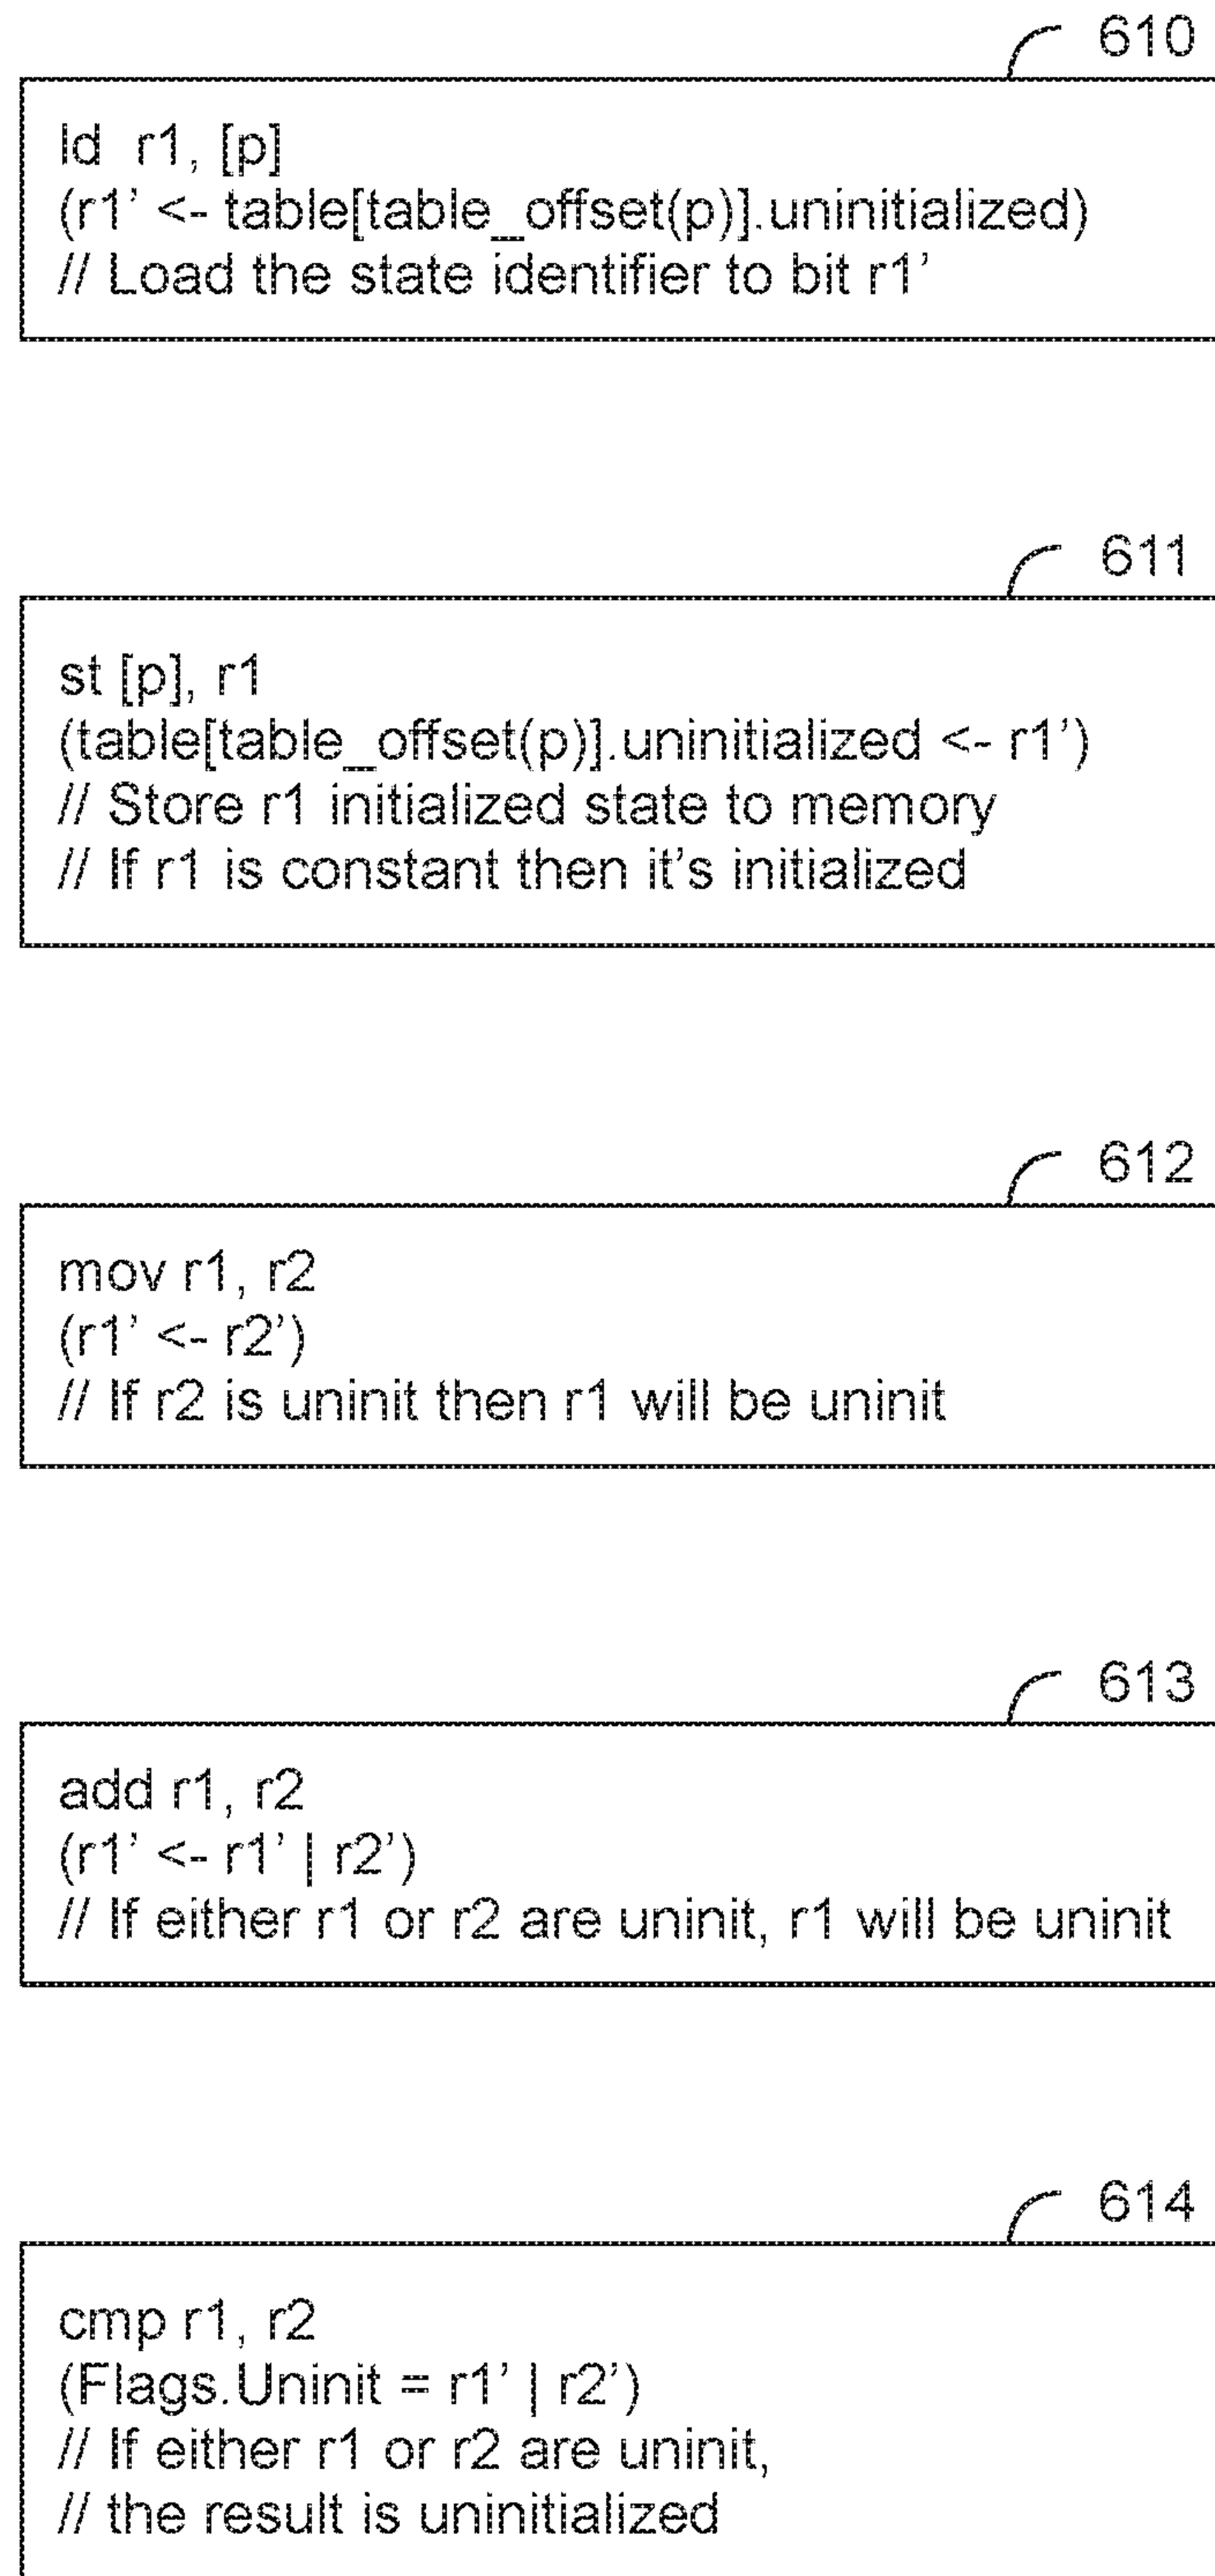 610
ld r1, [p]
(r1’ <- table[table_offset(p)].uninitialized)
// Load the state identifier to bit r1’
611
st [p], r1
(table[table_offset(p)].uninitialized <- r1’)
// Store r1 initialized state to memory
// If r1 is constant then it’s initialized
612
mov r1, r2
(r1’ <- r2’)
// If r2 is uninit then r1 will be uninit
613
add r1, r2
(r1’ <- r1’ | r2’)
// If either r1 or r2 are uninit, r1 will be uninit
614
cmp r1, r2
(Flags.Uninit = r1’ | r2’)
// If either r1 or r2 are uninit,
// the result is uninitialized